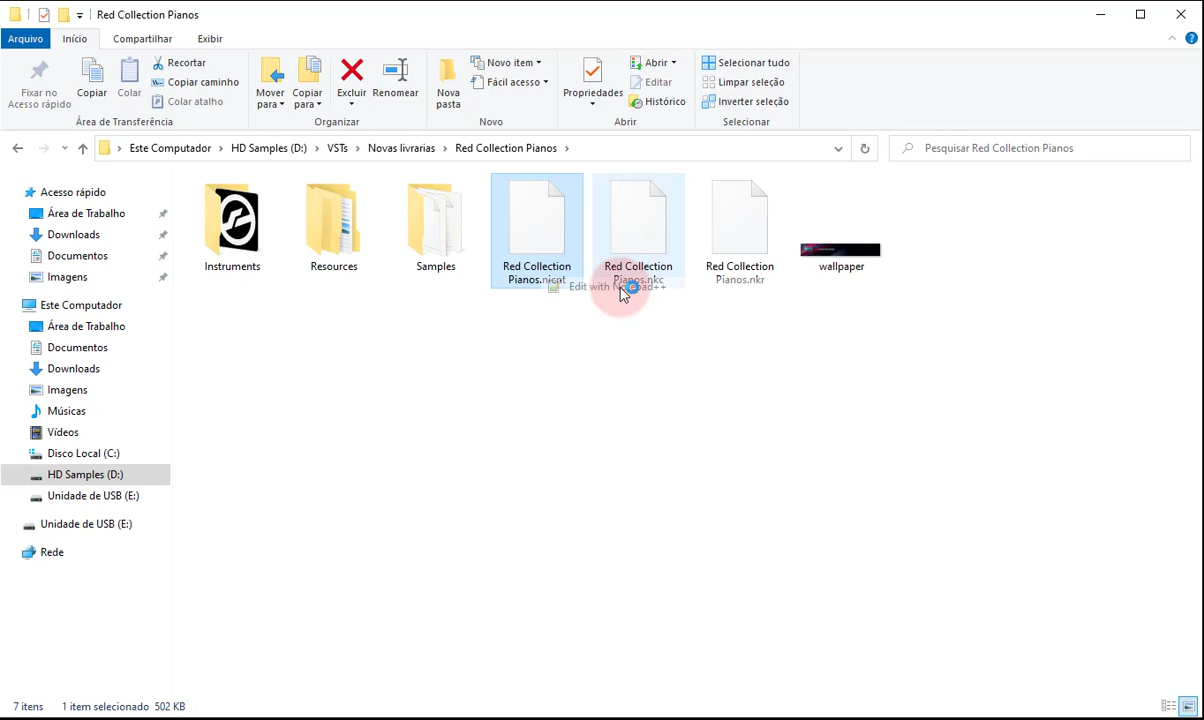 Red Collection Pianos
Arquivo
Início
Compartilhar
Exibir
Fixar no
Acesso rápido
Copiar
Colar
Recortar
Copiar caminho
Colar atalho
Área de Transferência
Mover
para
Copiar
para
Excluir
Renomear
Organizar
Nova
pasta
Novo item
Fácil acesso
Novo
Propriedades
Abrir
Editar
Histórico
Abrir
Selecionar tudo
Limpar seleção
Inverter seleção
Selecionar
Este Computador
HD Samples (D:)
VSTs
Novas livrarias
Red Collection Pianos
Pesquisar Red Collection Pianos
Acesso rápido
Área de Trabalho
Downloads
Documentos
Imagens
Este Computador
Área de Trabalho
Documentos
Downloads
Imagens
Músicas
Vídeos
Disco Local (C:)
HD Samples (D:)
Unidade de USB (E:)
Unidade de USB (E:)
Rede
Instruments
Resources
Samples
Red Collection
Pianos.nicnt
Red Collection
Pianos.nkc
Red Collection
Pianos.nkr
wallpaper
Edit with Notepad++
7 itens
1 item selecionado 502 KB